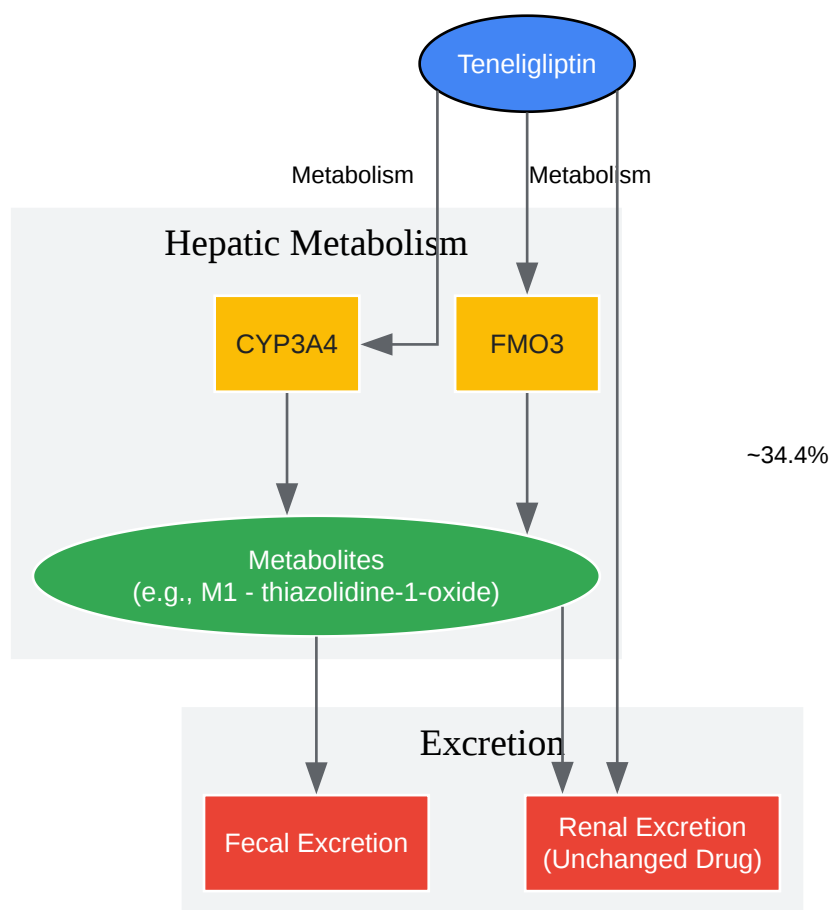 Teneligliptin
Metabolism
Metabolism
Hepatic Metabolism
CYP3A4
FMO3
~34.4%
Metabolites
(e.g., M1 - thiazolidine-1-oxide)
Excretion
Fecal Excretion
Renal Excretion
(Unchanged Drug)